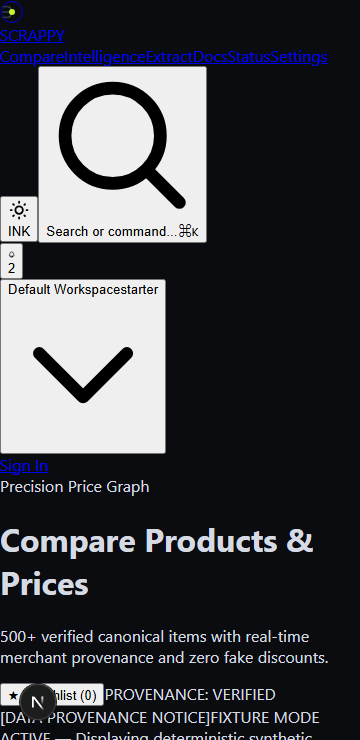 SCRAPPY
CompareIntelligenceExtractDocsStatusSettings
INK
Search or command...⌘K
2
Default Workspacestarter
Sign In
Precision Price Graph
Compare Products &
Prices
500+ verified canonical items with real-time
merchant provenance and zero fake discounts.
★ hlist (0) PROVENANCE: VERIFIED
N
[DATA PROVENANCE NOTICE]FIXTURE MODE
ACTIVE — Displaying deterministic synthetic